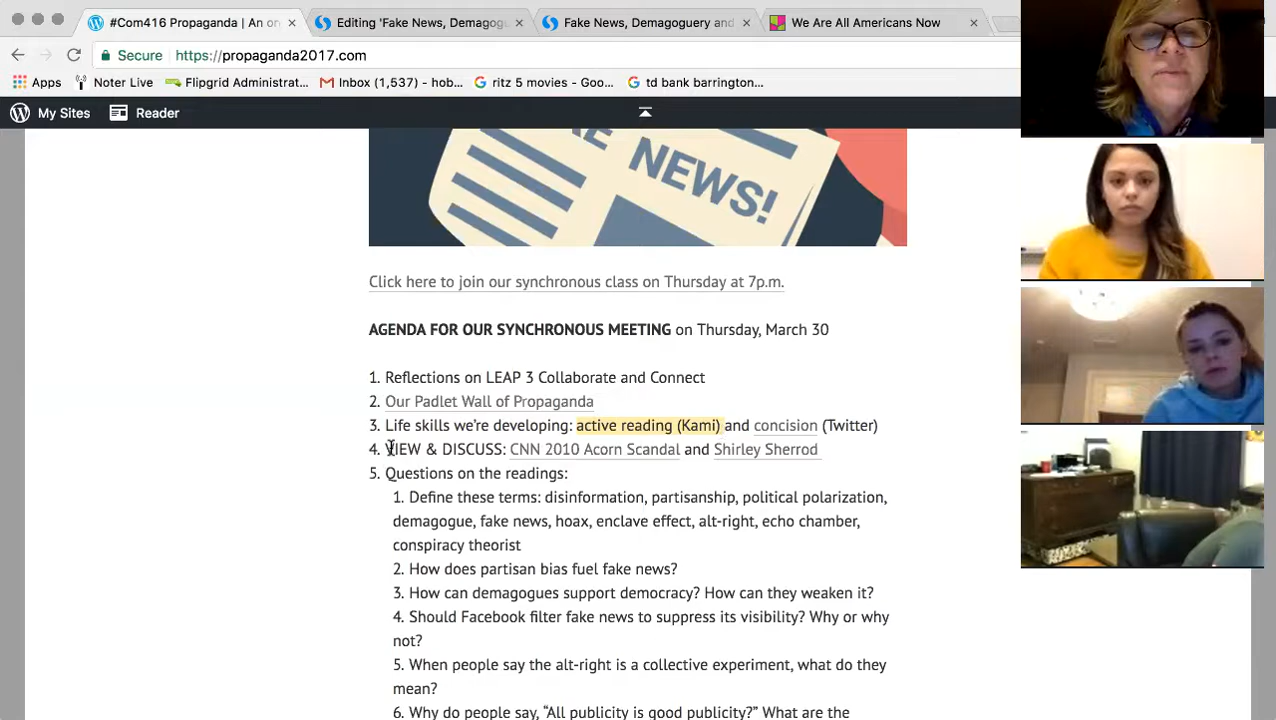 #Com416 Propaganda | An or
Editing 'Fake News, Demagog
Fake News, Demagoguery and
We Are All Americans Now
Secure
https://propaganda2017.com
Apps
Noter Live
Flipgrid Administrat...
Inbox (1,537) - hob...
ritz 5 movies - Goo...
td bank barrington...
My Sites
Reader
NEWS!
Click here to join our synchronous class on Thursday at 7p.m.
AGENDA FOR OUR SYNCHRONOUS MEETING on Thursday, March 30
1. Reflections on LEAP 3 Collaborate and Connect
2. Our Padlet Wall of Propaganda
3. Life skills we're developing: active reading (Kami) and concision (Twitter)
4. VIEW & DISCUSS: CNN 2010 Acorn Scandal and Shirley Sherrod
5. Questions on the readings:
1. Define these terms: disinformation, partisanship, political polarization,
demagogue, fake news, hoax, enclave effect, alt-right, echo chamber,
conspiracy theorist
2. How does partisan bias fuel fake news?
3. How can demagogues support democracy? How can they weaken it?
4. Should Facebook filter fake news to suppress its visibility? Why or why
not?
5. When people say the alt-right is a collective experiment, what do they
mean?
6. Why do people say, “All publicity is good publicity?” What are the